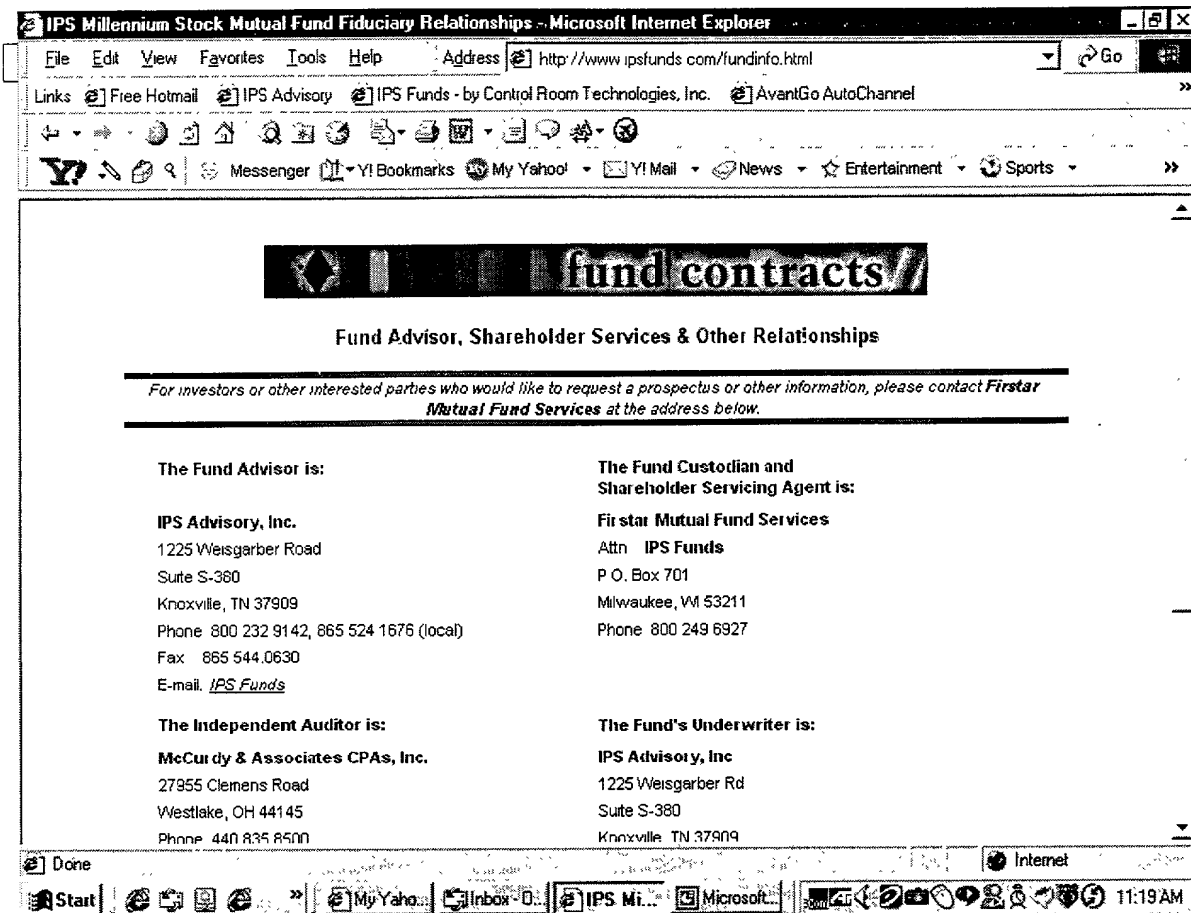 IPS Millennium Stock Mutual Fund Fiduciary Relationships - Microsoft Internet Explorer
File Edit View Favorites Tools Help Address http://www ipsfunds com/fundinfo.html Go
Links Free Hotmail IPS Advisory IPS Funds - by Control Room Technologies, Inc. AvantGo AutoChannel »
Y! Messenger Y! Bookmarks My Yahoo! Y! Mail News Entertainment Sports »
fund contracts //
Fund Advisor, Shareholder Services & Other Relationships
For investors or other interested parties who would like to request a prospectus or other information, please contact Firstar
Mutual Fund Services at the address below.
The Fund Advisor is:
IPS Advisory, Inc.
1225 Weisgarber Road
Suite S-380
Knoxville, TN 37909
Phone 800 232 9142, 865 524 1676 (local)
Fax 865 544.0630
E-mail. IPS Funds
The Fund Custodian and
Shareholder Servicing Agent is:
Firstar Mutual Fund Services
Attn IPS Funds
P O. Box 701
Milwaukee, WI 53211
Phone 800 249 6927
The Independent Auditor is:
McCurdy & Associates CPAs, Inc.
27955 Clemens Road
Westlake, OH 44145
Phone 440 835 8500
The Fund's Underwriter is:
IPS Advisory, Inc
1225 Weisgarber Rd
Suite S-380
Knoxville, TN 37909
Done Internet
Start » My Yaho... Inbox - O... IPS Mi... Microsoft... 11:19 AM